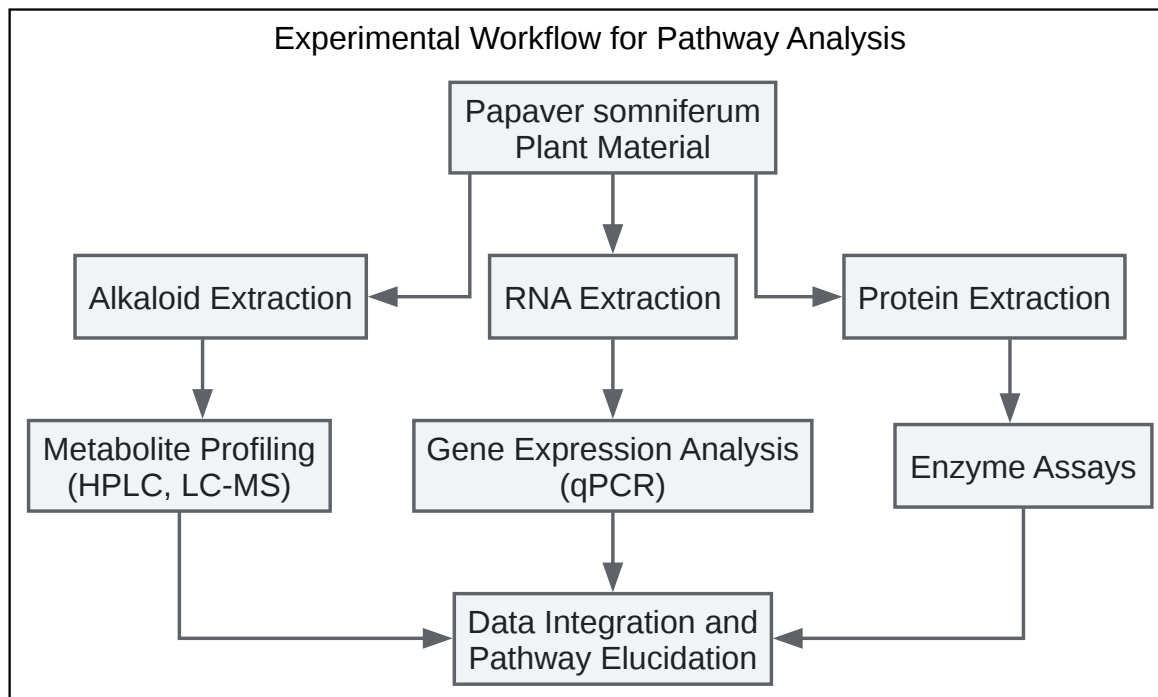 Experimental Workflow for Pathway Analysis
Papaver somniferum
Plant Material
Alkaloid Extraction
RNA Extraction
Protein Extraction
Metabolite Profiling
(HPLC, LC-MS)
Gene Expression Analysis
(qPCR)
Enzyme Assays
Data Integration and
Pathway Elucidation